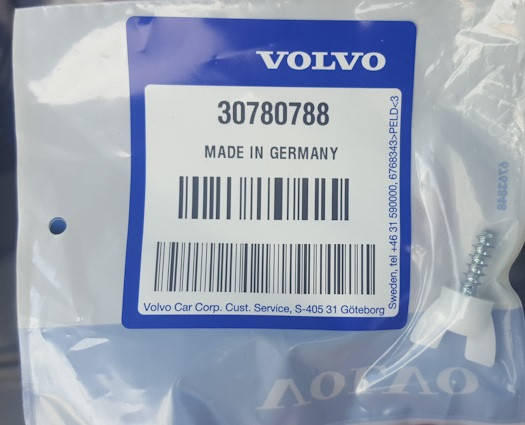 VOLVO
30780788
MADE IN GERMANY
Volvo Car Corp. Cust. Service, S-405 31 Göteborg
Sweden, tel +46 31 590000, 6768343>PELD<3
6763848
VOLVO